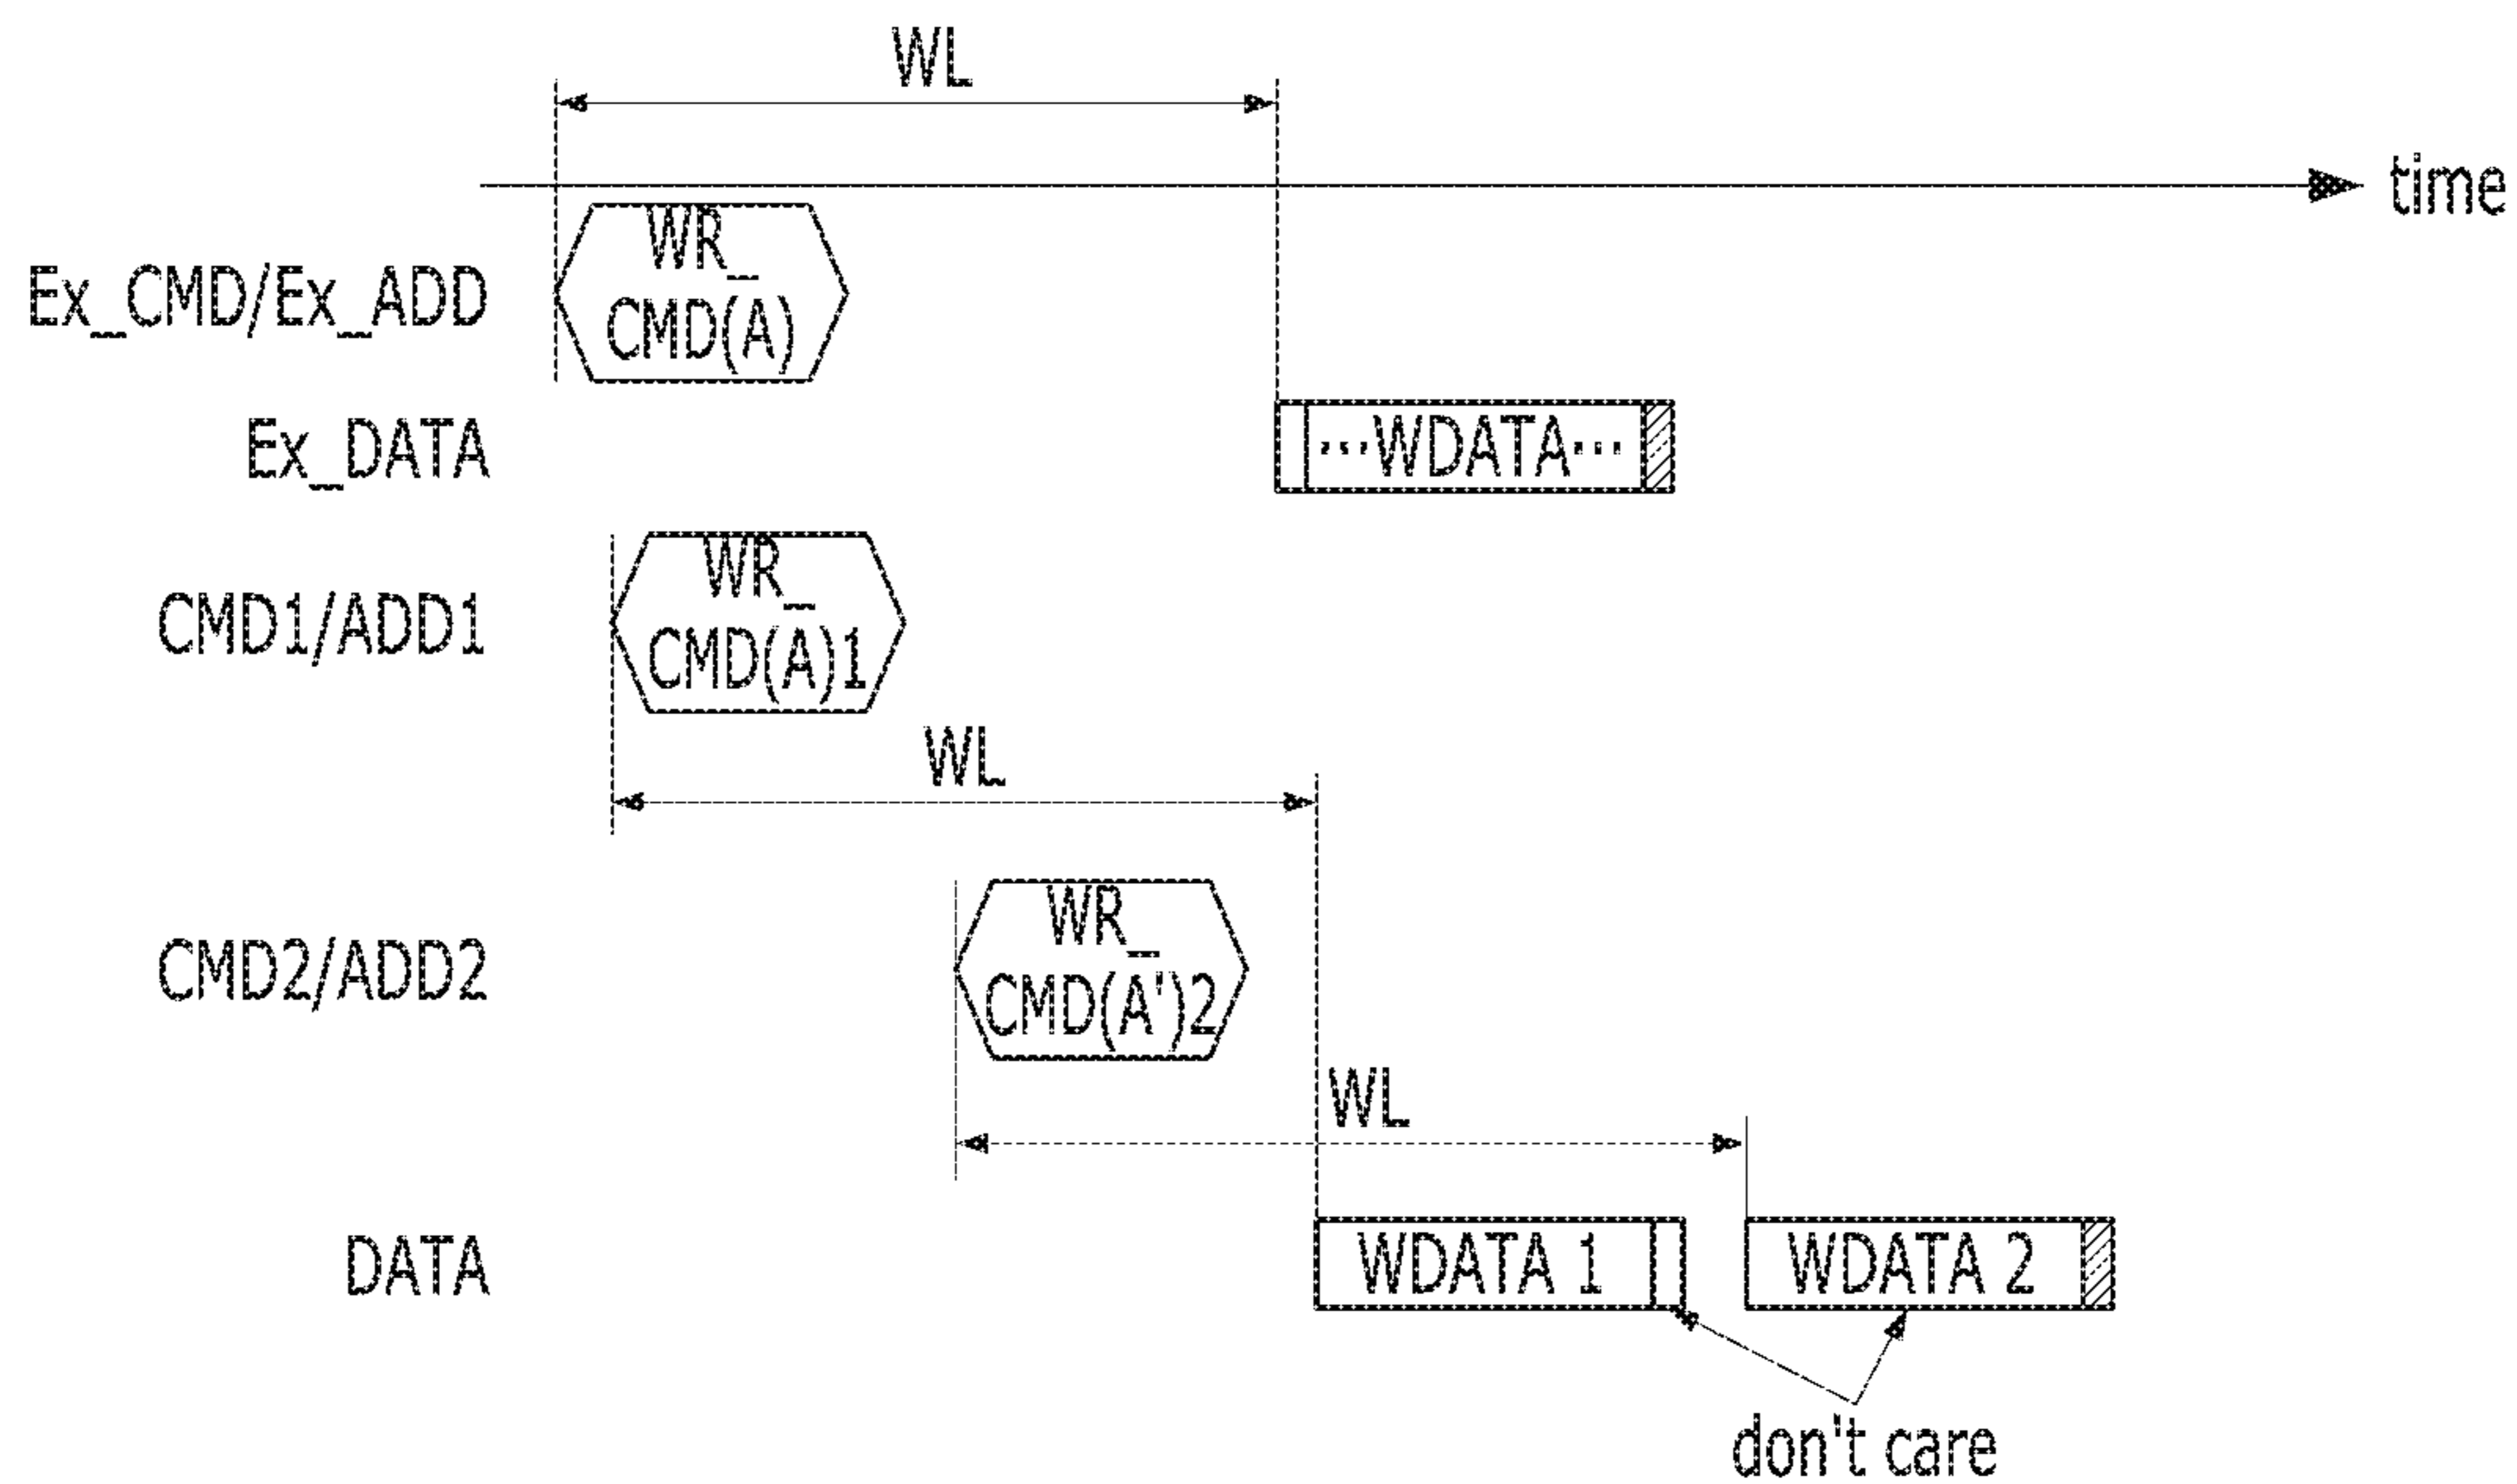 WL
time
Ex_CMD/Ex_ADD
WR_
CMD(A)
Ex_DATA
···WDATA···
CMD1/ADD1
WR_
CMD(A)1
WL
CMD2/ADD2
WR_
CMD(A')2
WL
DATA
WDATA 1
WDATA 2
don't care